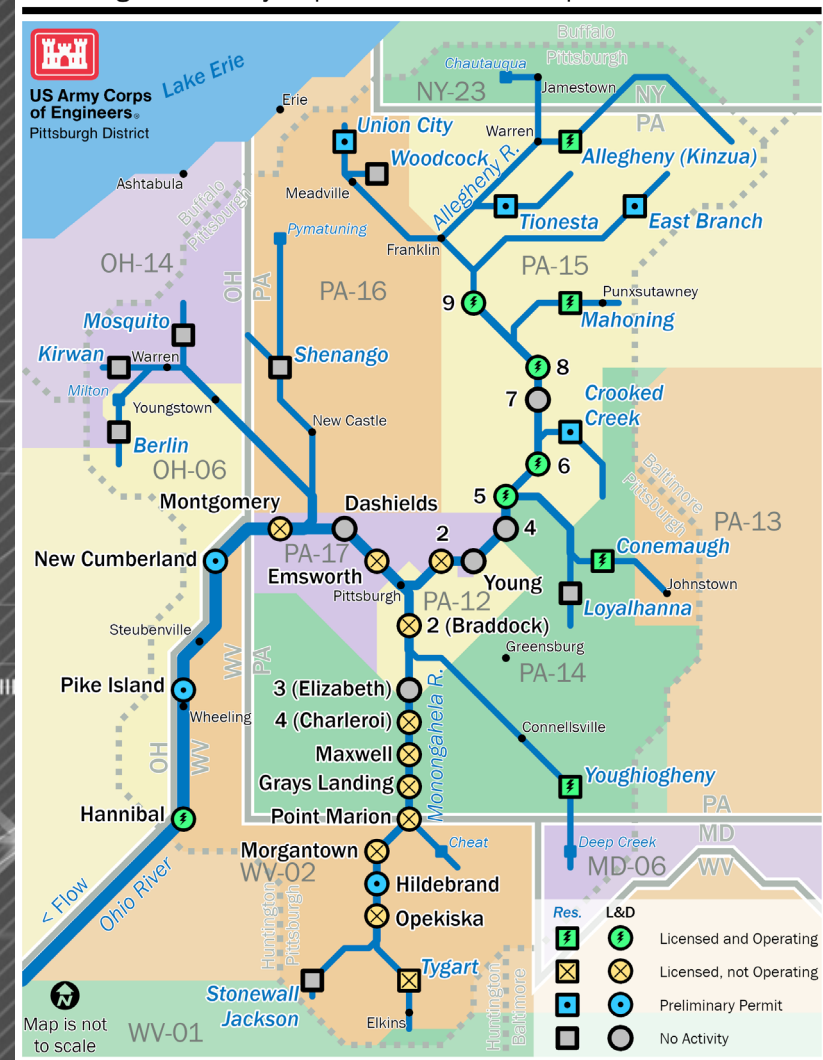 US Army Corps
of Engineers®
Pittsburgh District
Lake Erie
Erie
Ashtabula
Buffalo
Pittsburgh
Buffalo
Pittsburgh
Chautauqua
Jamestown
NY-23
NY
PA
Union City
Woodcock
Meadville
Warren
Allegheny (Kinzua)
Allegheny R.
Tionesta
East Branch
Franklin
Pymatuning
OH-14
OH
PA
PA-16
PA-15
9
Punxsutawney
Mahoning
Mosquito
Kirwan
Warren
Milton
Youngstown
Berlin
Shenango
New Castle
8
7
Crooked
Creek
6
OH-06
Baltimore
Pittsburgh
Montgomery
Dashields
5
4
PA-13
PA-17
2
Conemaugh
New Cumberland
Emsworth
Young
Johnstown
Pittsburgh
PA-12
Loyalhanna
2 (Braddock)
Steubenville
WV
PA
Greensburg
PA-14
Pike Island
3 (Elizabeth)
Wheeling
4 (Charleroi)
Monongahela R.
Connellsville
OH
WV
Maxwell
Grays Landing
Youghiogheny
Hannibal
Point Marion
PA
MD
WV
Cheat
Deep Creek
MD-06
Morgantown
WV-02
< Flow
Ohio River
Hildebrand
Huntington
Pittsburgh
Opekiska
Tygart
Stonewall
Jackson
Elkins
Huntington
Baltimore
Res.
L&D
Licensed and Operating
Licensed, not Operating
Preliminary Permit
No Activity
N
Map is not
to scale
WV-01